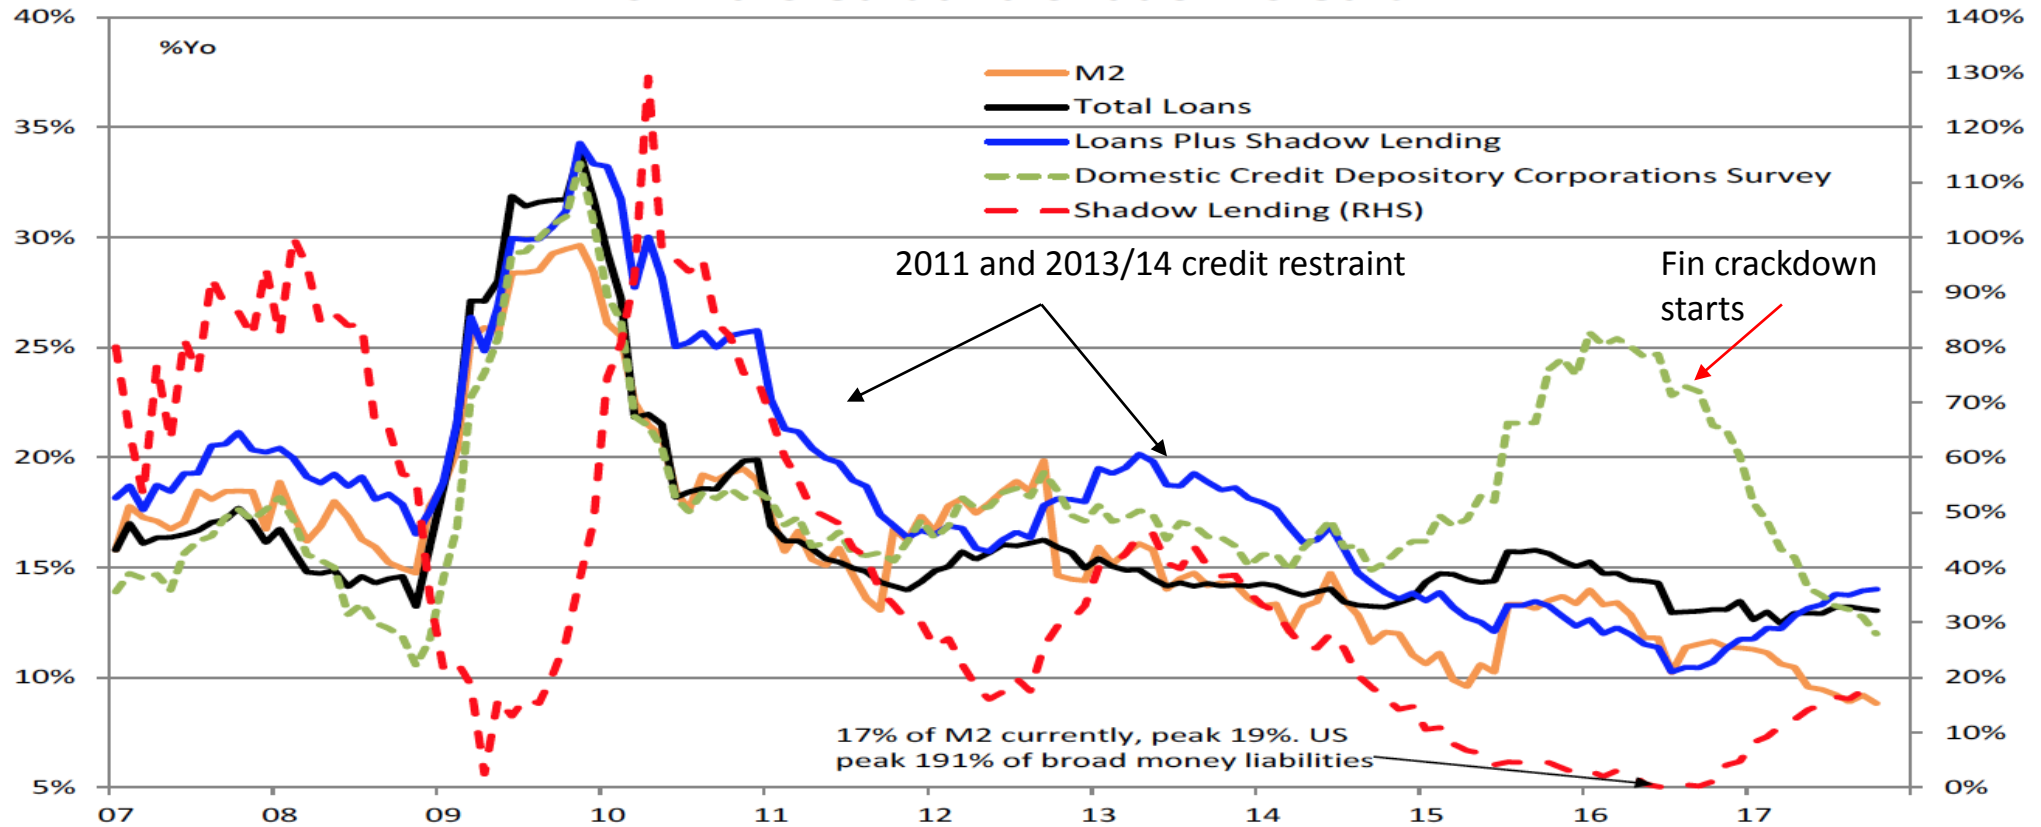 40%
35%
30%
25%
20%
15%
10%
5%
%Yo
M2
Total Loans
Loans Plus Shadow Lending
Domestic Credit Depository Corporations Survey
Shadow Lending (RHS)
2011 and 2013/14 credit restraint
Fin crackdown
starts
17% of M2 currently, peak 19%. US
peak 191% of broad money liabilities
140%
130%
120%
110%
100%
90%
80%
70%
60%
50%
40%
30%
20%
10%
0%
07 08 09 10 11 12 13 14 15 16 17